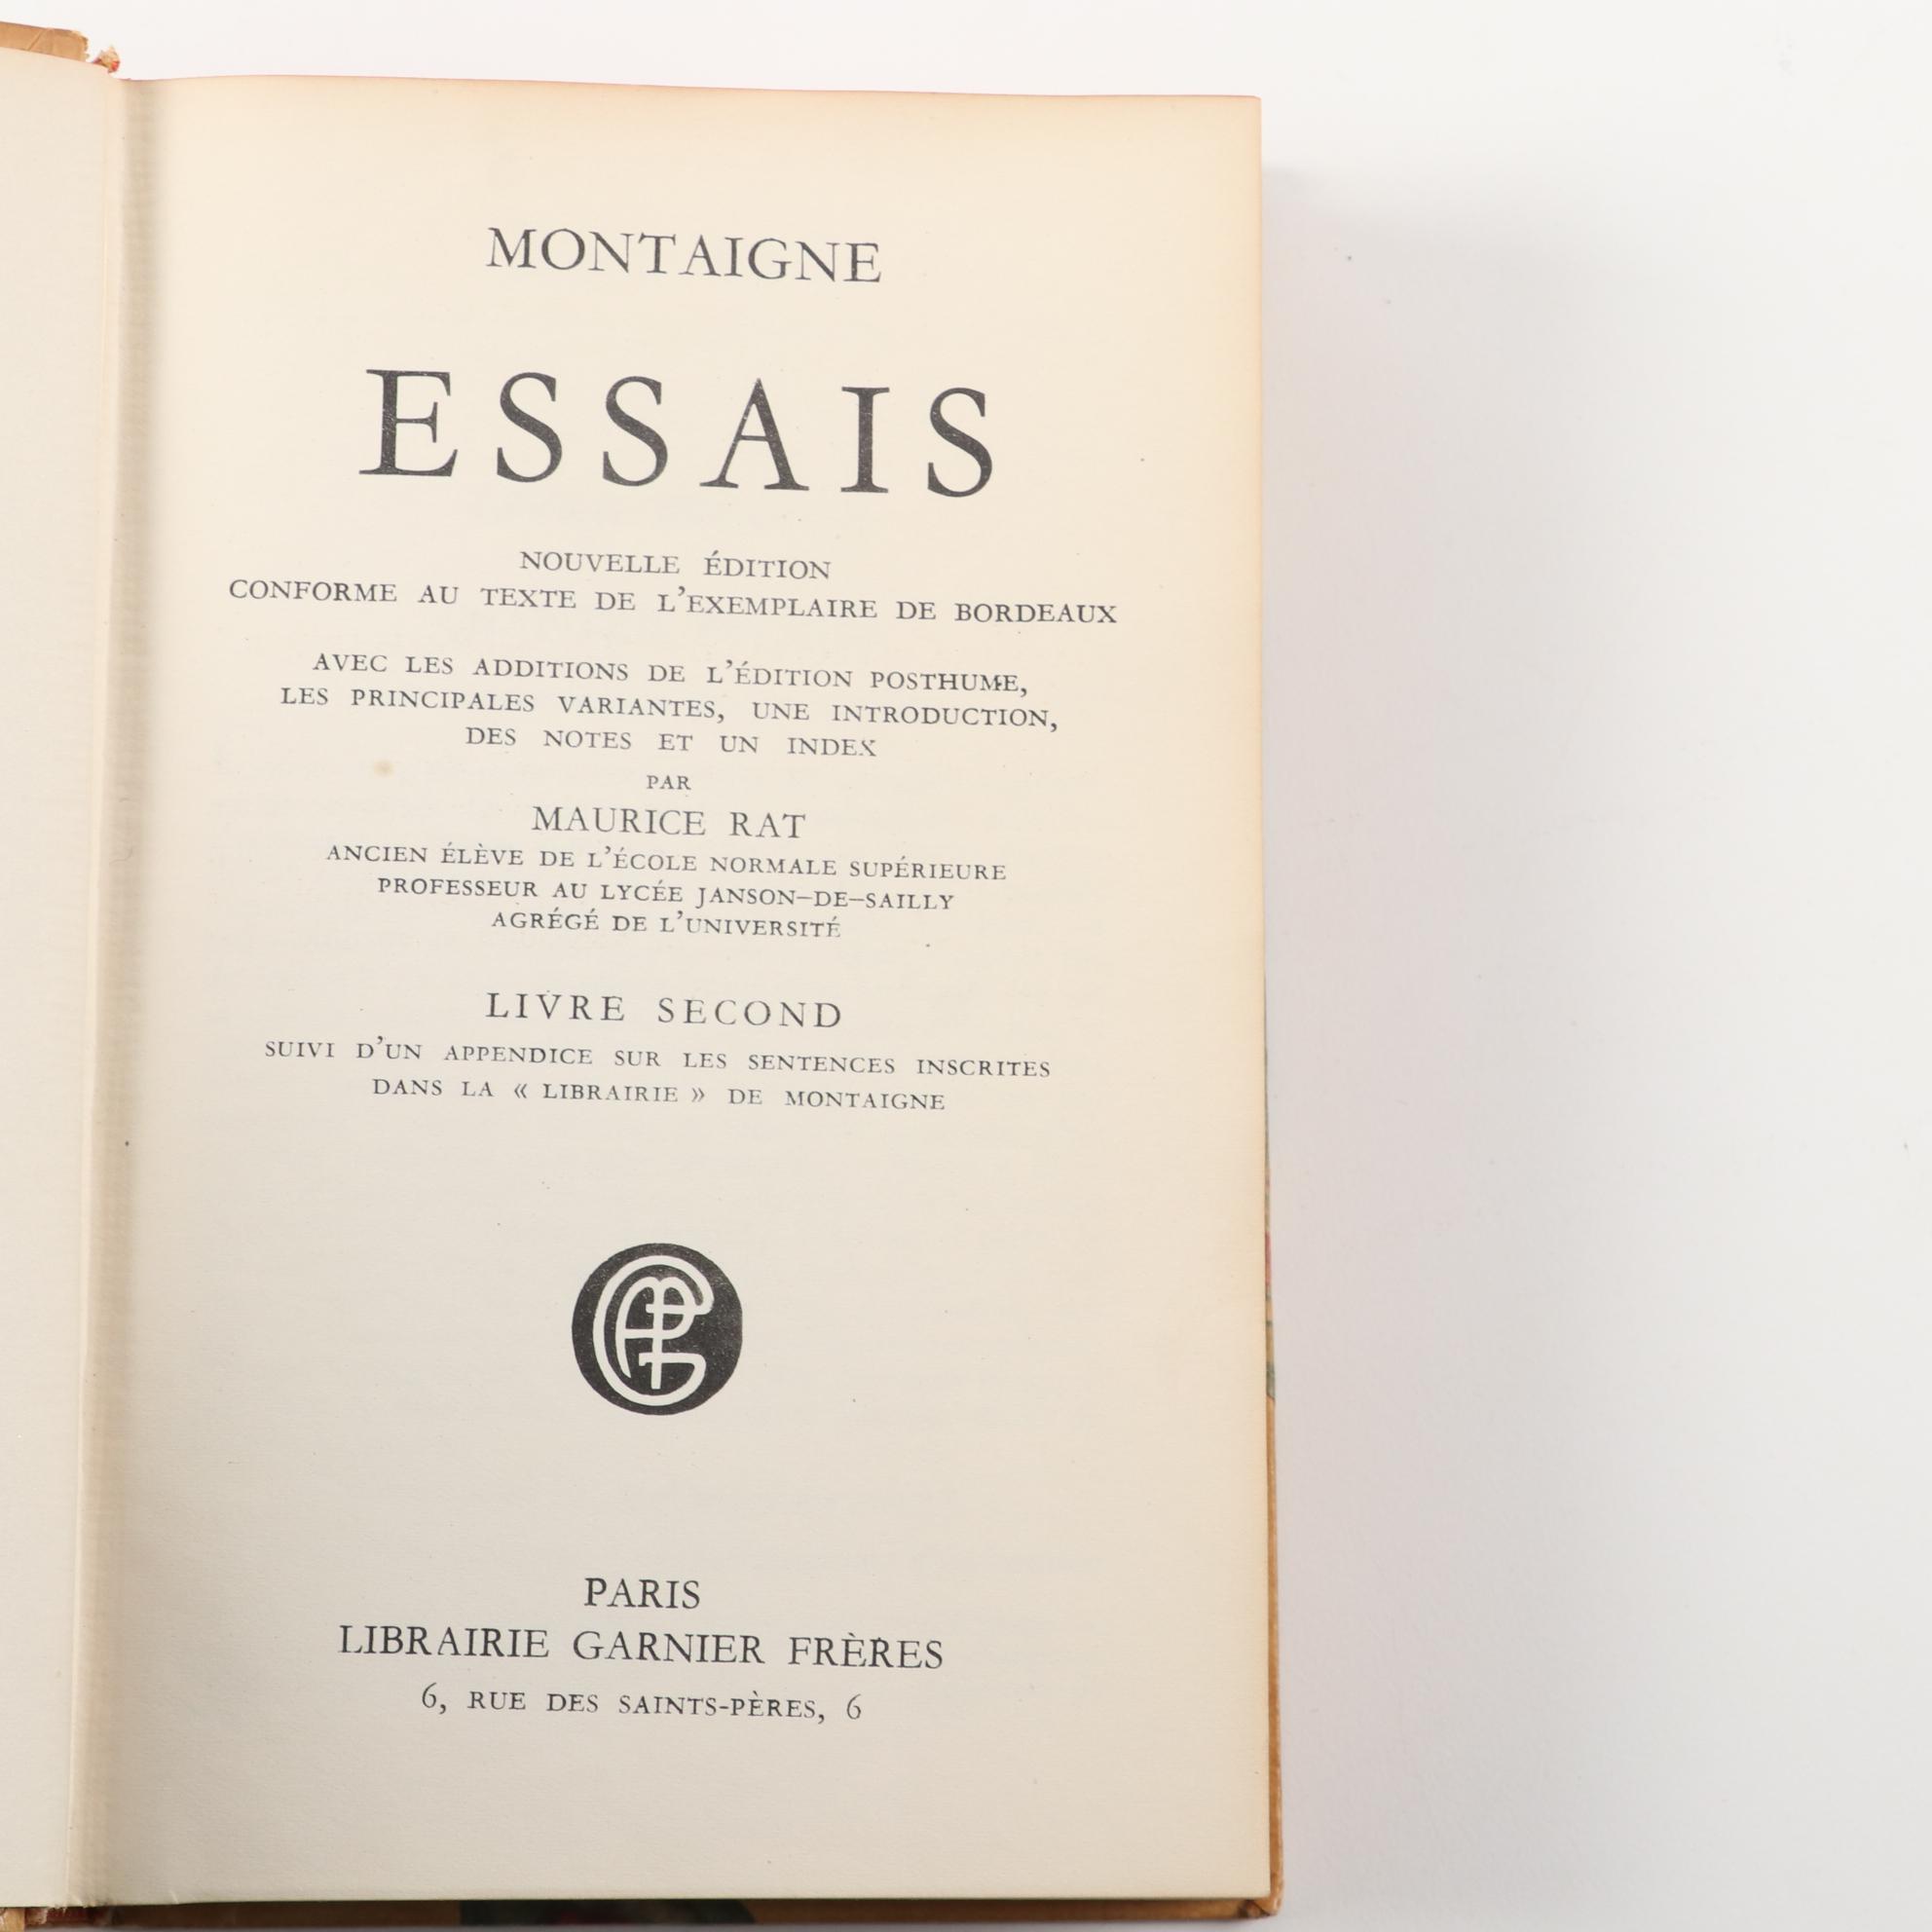 MONTAIGNE
ESSAIS
NOUVELLE ÉDITION
CONFORME AU TEXTE DE L'EXEMPLAIRE DE BORDEAUX
AVEC LES ADDITIONS DE L'ÉDITION POSTHUME,
LES PRINCIPALES VARIANTES, UNE INTRODUCTION,
DES NOTES ET UN INDEX
PAR
MAURICE RAT
ANCIEN ÉLÈVE DE L'ÉCOLE NORMALE SUPÉRIEURE
PROFESSEUR AU LYCÉE JANSON–DE–SAILLY
AGRÉGÉ DE L'UNIVERSITÉ
LIVRE SECOND
SUIVI D'UN APPENDICE SUR LES SENTENCES INSCRITES
DANS LA « LIBRAIRIE » DE MONTAIGNE
PARIS
LIBRAIRIE GARNIER FRÈRES
6, RUE DES SAINTS-PÈRES, 6